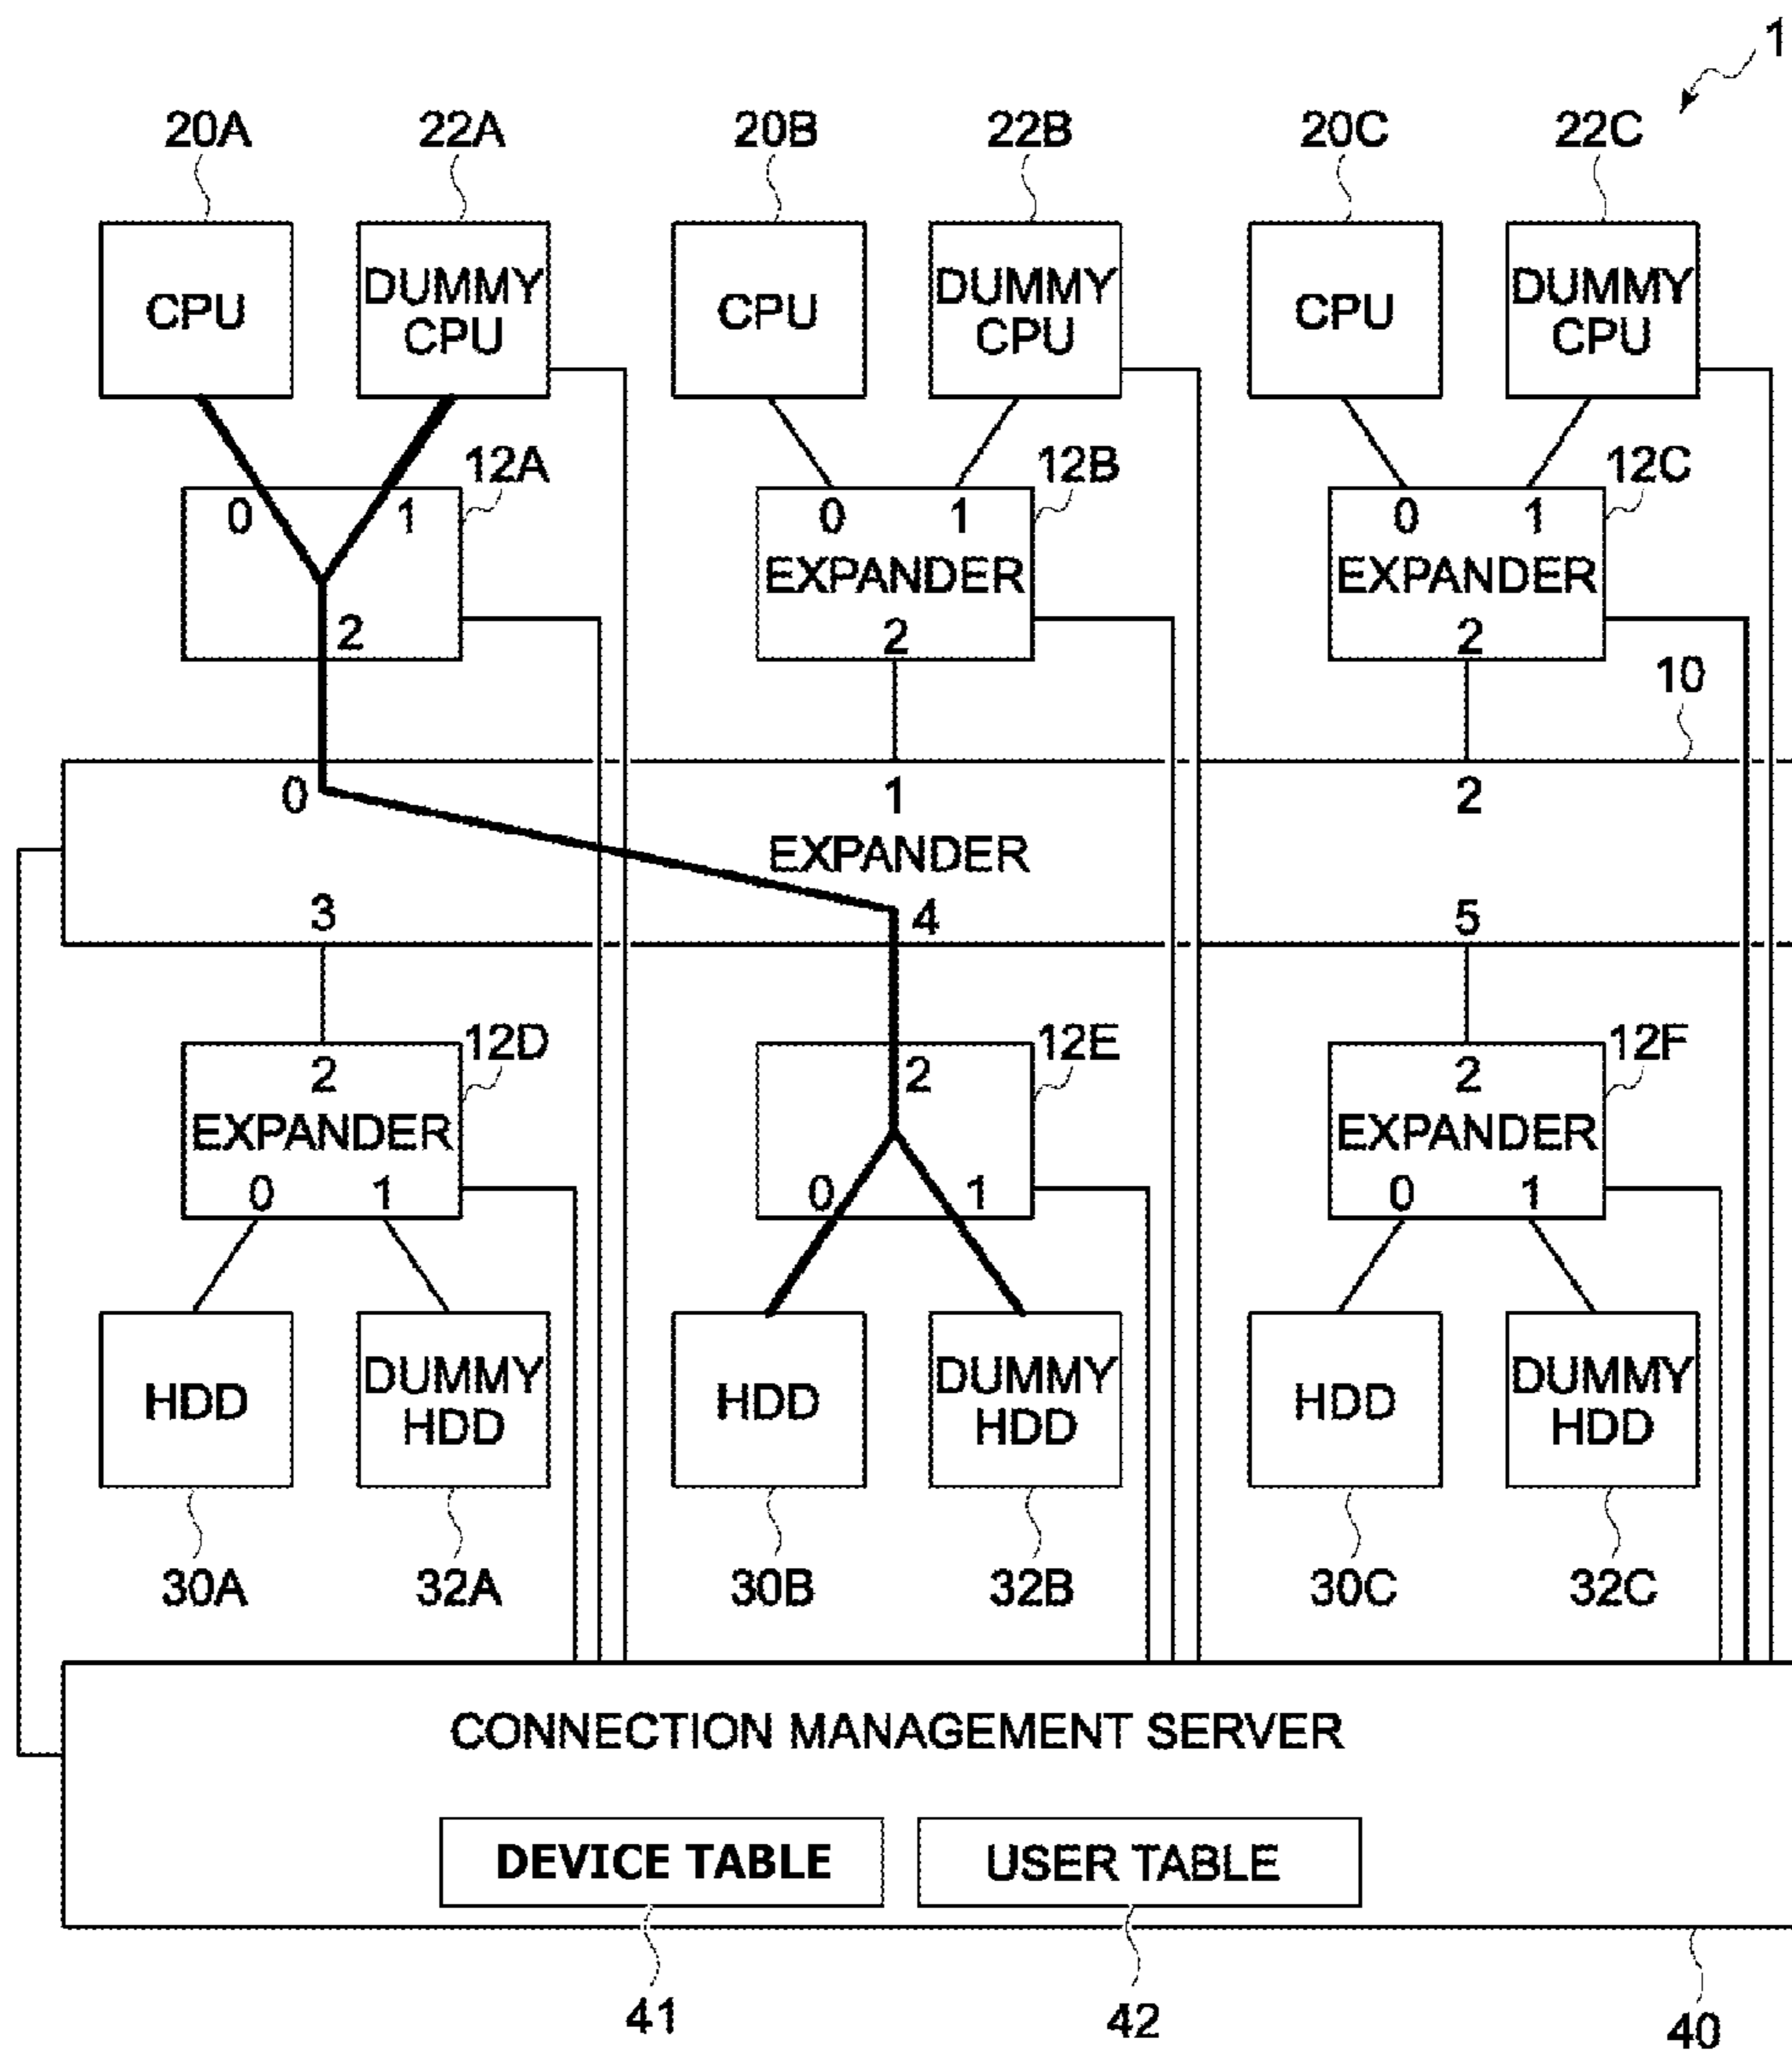 1
20A 22A 20B 22B 20C 22C
CPU DUMMY CPU CPU DUMMY CPU CPU DUMMY CPU
12A 12B 12C
0 1 0 1 0 1
EXPANDER EXPANDER
2 2 2
10
0 1 2
EXPANDER
3 4 5
12D 12E 12F
2 2 2
EXPANDER EXPANDER
0 1 0 1 0 1
HDD DUMMY HDD HDD DUMMY HDD HDD DUMMY HDD
30A 32A 30B 32B 30C 32C
CONNECTION MANAGEMENT SERVER
DEVICE TABLE USER TABLE
41 42 40